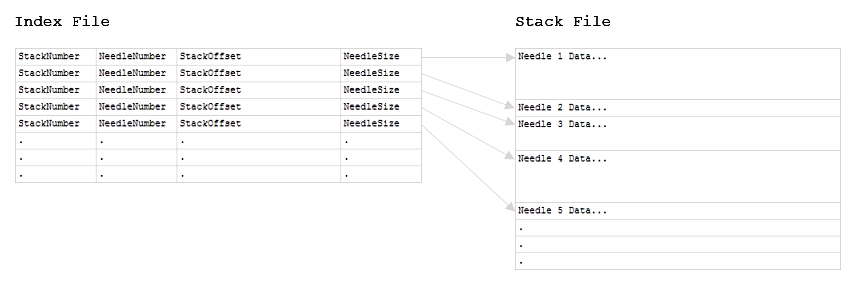 Index File
StackNumber NeedleNumber StackOffset NeedleSize
StackNumber NeedleNumber StackOffset NeedleSize
StackNumber NeedleNumber StackOffset NeedleSize
StackNumber NeedleNumber StackOffset NeedleSize
StackNumber NeedleNumber StackOffset NeedleSize
. . . .
. . . .
. . . .
Stack File
Needle 1 Data...
Needle 2 Data...
Needle 3 Data...
Needle 4 Data...
Needle 5 Data...
.
.
.